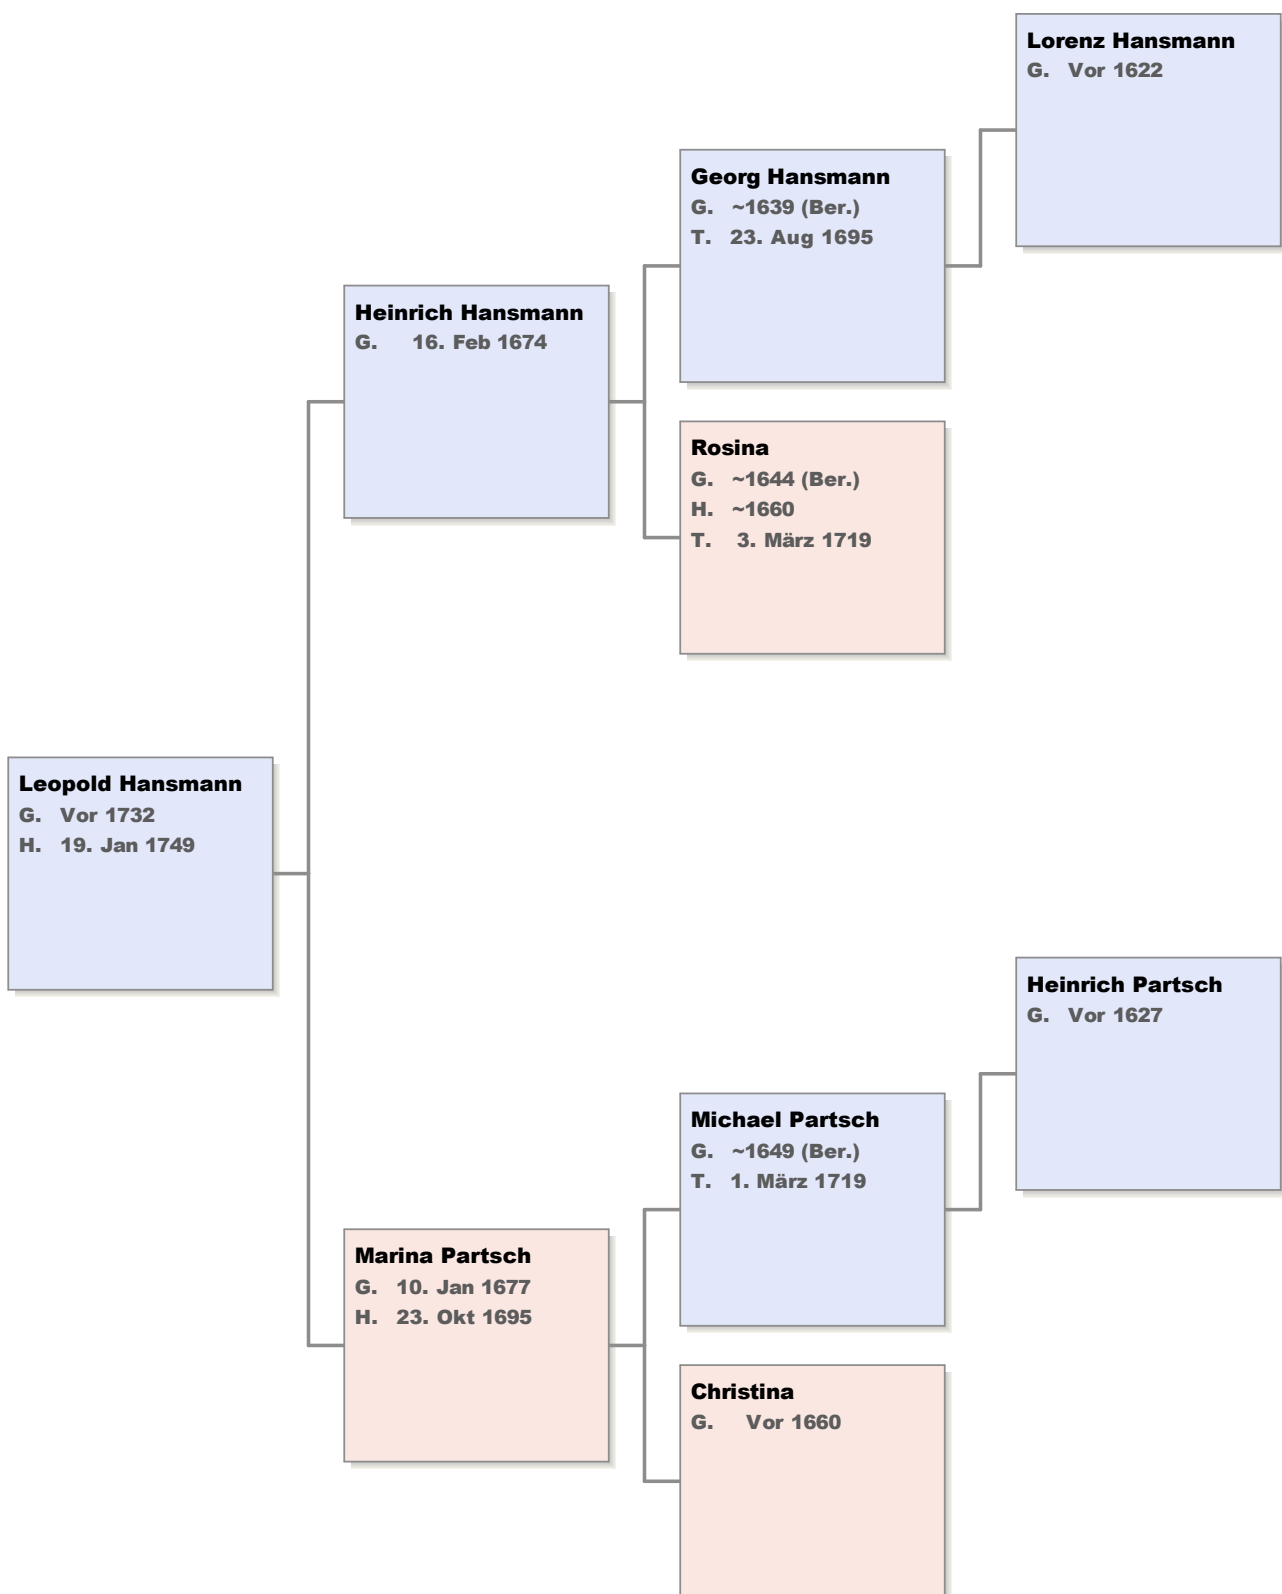 Lorenz Hansmann
G. Vor 1622
Georg Hansmann
G. ~1639 (Ber.)
T. 23. Aug 1695
Heinrich Hansmann
G. 16. Feb 1674
Rosina
G. ~1644 (Ber.)
H. ~1660
T. 3. März 1719
Leopold Hansmann
G. Vor 1732
H. 19. Jan 1749
Heinrich Partsch
G. Vor 1627
Michael Partsch
G. ~1649 (Ber.)
T. 1. März 1719
Marina Partsch
G. 10. Jan 1677
H. 23. Okt 1695
Christina
G. Vor 1660